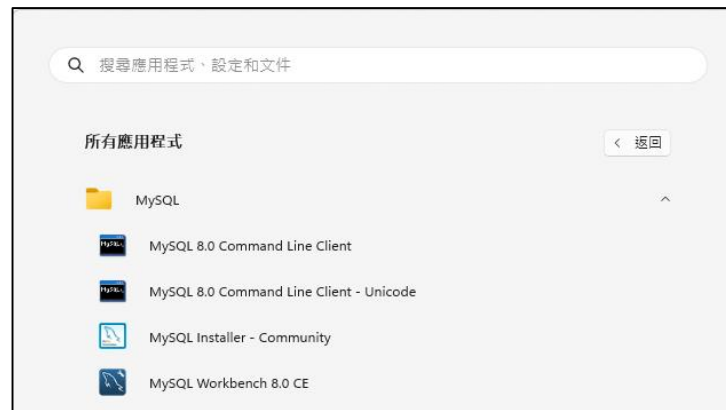 搜尋應用程式、設定和文件
所有應用程式
返回
MySQL
MySQL 8.0 Command Line Client
MySQL 8.0 Command Line Client - Unicode
MySQL Installer - Community
MySQL Workbench 8.0 CE